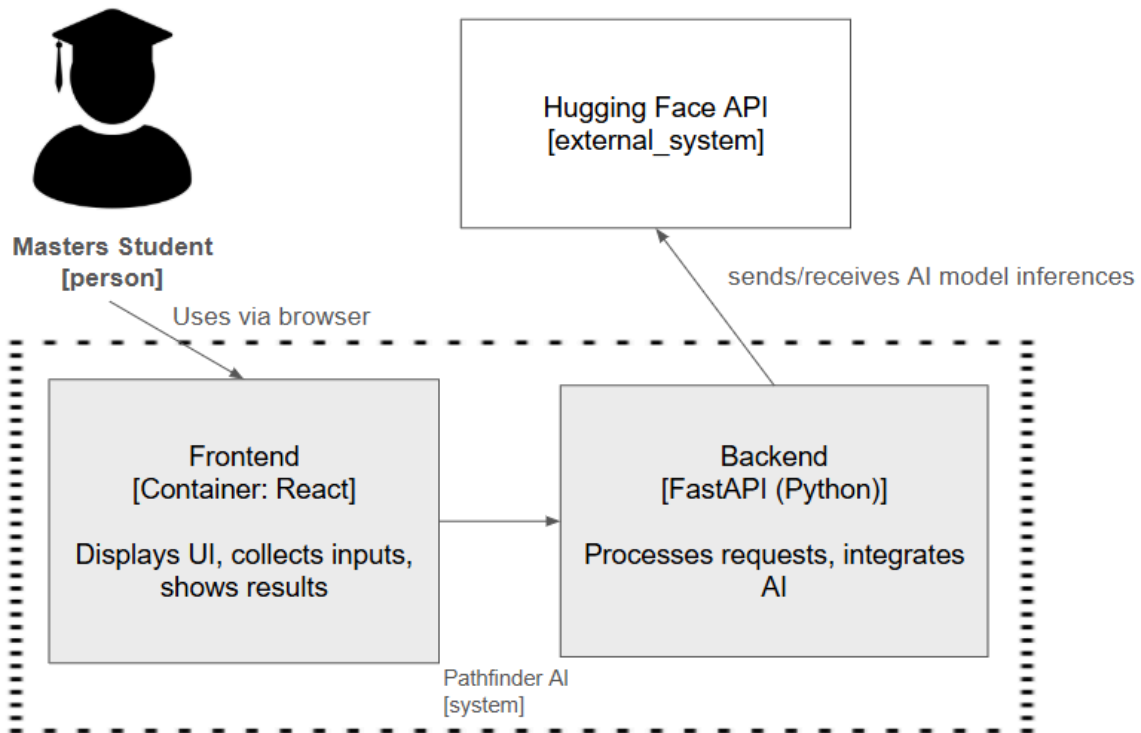 Hugging Face API
[external_system]
Masters Student
[person]
sends/receives AI model inferences
Uses via browser
Frontend
[Container: React]
Displays UI, collects inputs,
shows results
Backend
[FastAPI (Python)]
Processes requests, integrates
AI
Pathfinder AI
[system]